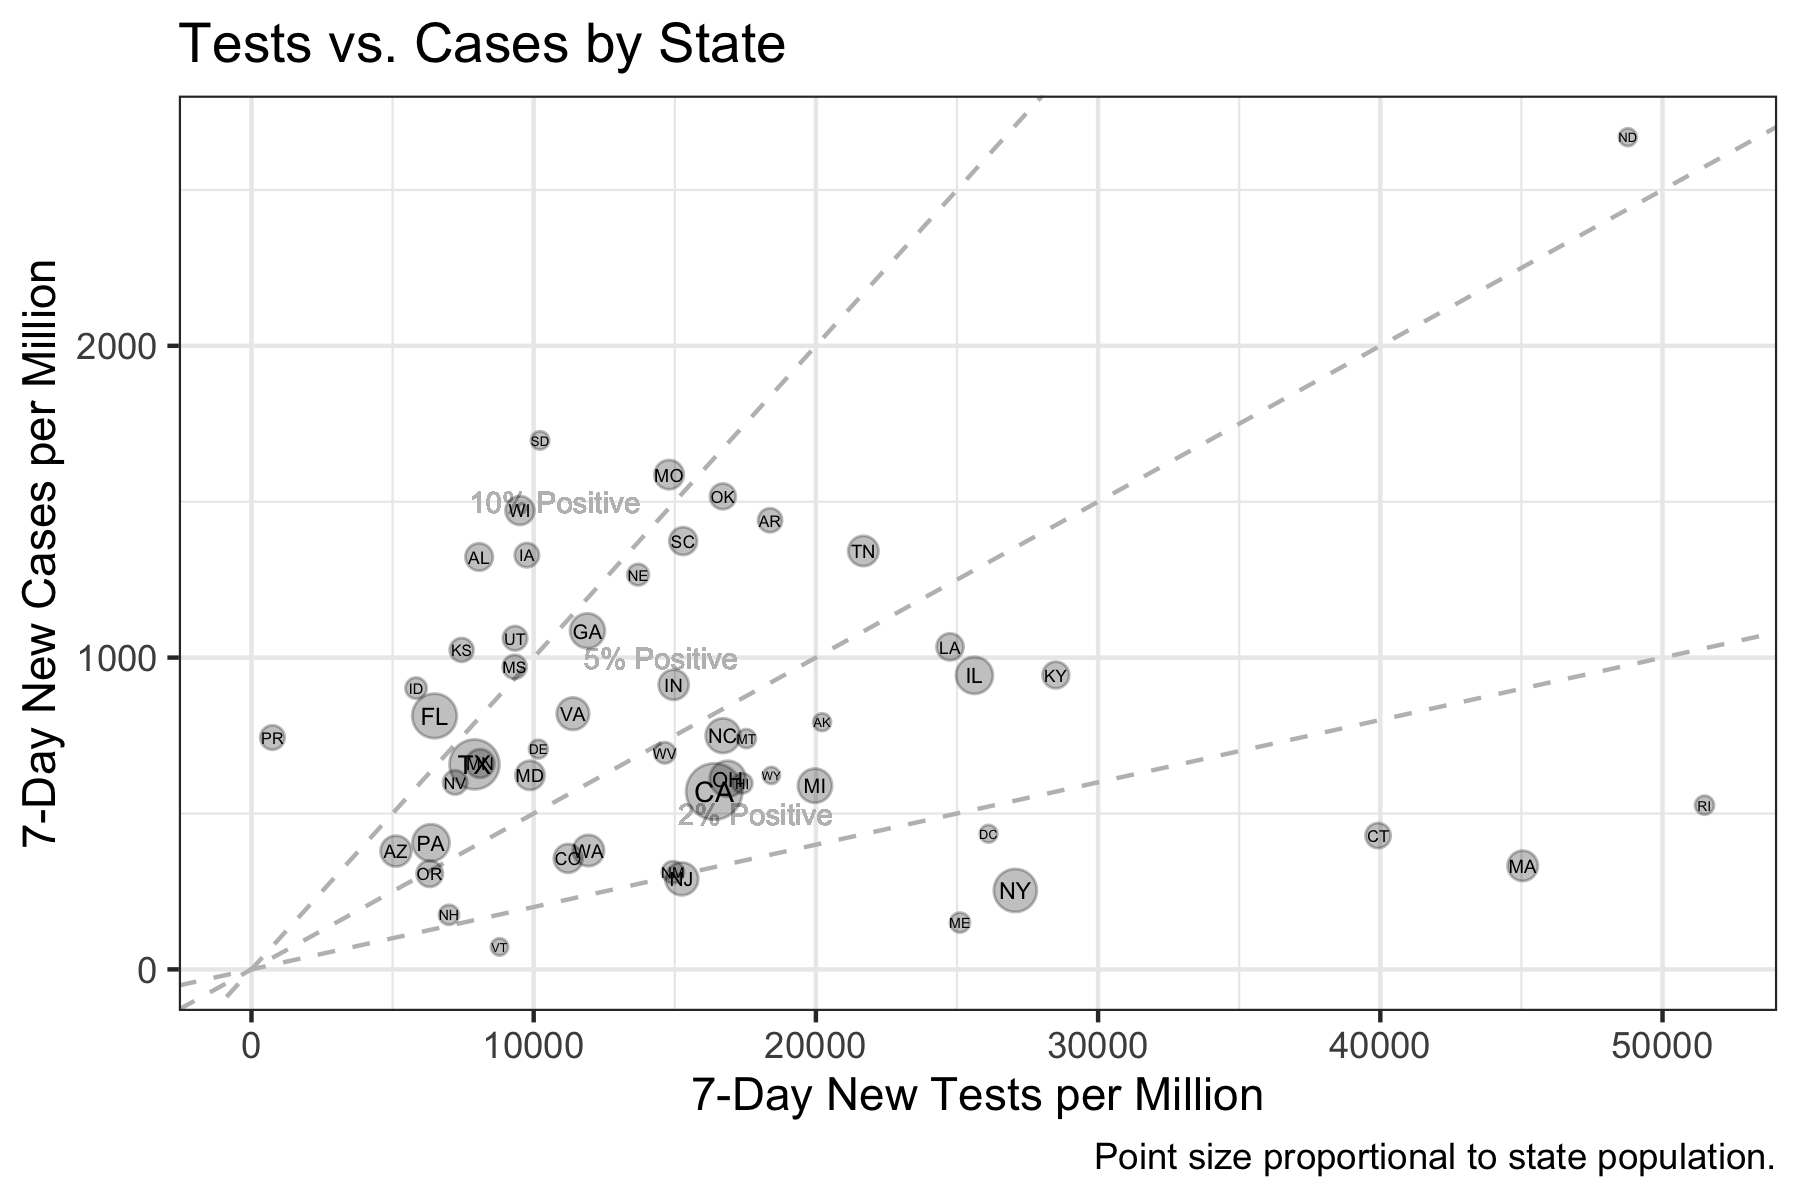 Tests vs. Cases by State
7-Day New Cases per Million
2000
1000
0
ND
SD
MO
OK
10% Positive
WI
AR
SC
TN
AL
IA
NE
GA
UT
KS
5% Positive
MS
LA
IL
KY
IN
ID
FL
VA
AK
PR
NC
MT
DE
WV
TX
MN
MD
NV
OH
HI
WY
CA
MI
2% Positive
RI
DC
CT
PA
AZ
CO
WA
MA
OR
NM
NJ
NY
NH
ME
VT
0 10000 20000 30000 40000 50000
7-Day New Tests per Million
Point size proportional to state population.